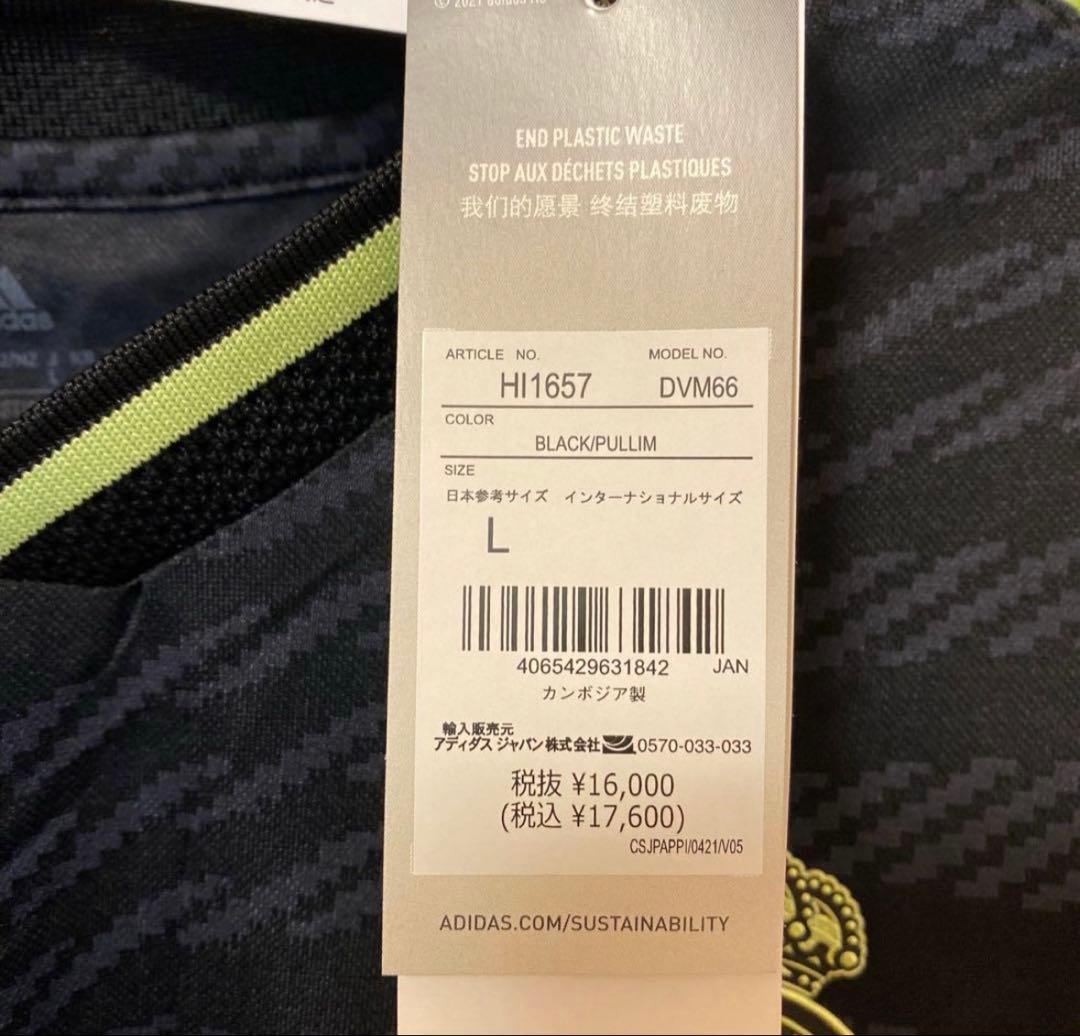 END PLASTIC WASTE
STOP AUX DÉCHETS PLASTIQUES
我们的愿景 终结塑料废物
ARTICLE NO. MODEL NO.
HI1657 DVM66
COLOR
BLACK/PULLIM
SIZE
日本参考サイズ インターナショナルサイズ
L
4065429631842 JAN
カンボジア製
輸入販売元
アディダス ジャパン株式会社 0570-033-033
税抜 ¥16,000
(税込 ¥17,600)
CSJPAPPI/0421/V05
ADIDAS.COM/SUSTAINABILITY